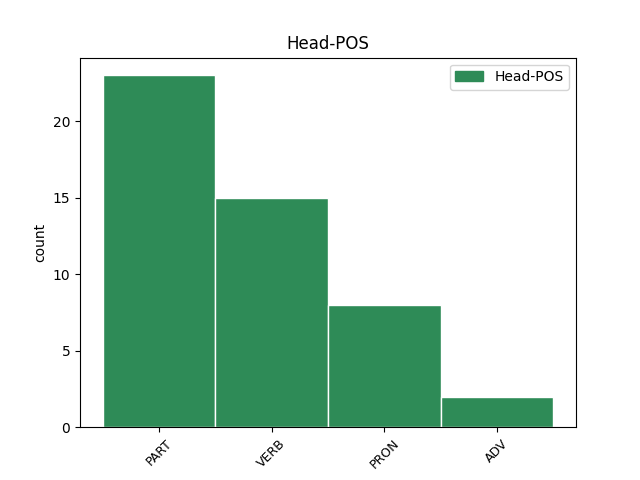 Head-POS
Head-POS
20
15
10
5
0
count
PART
VERB
PRON
ADV